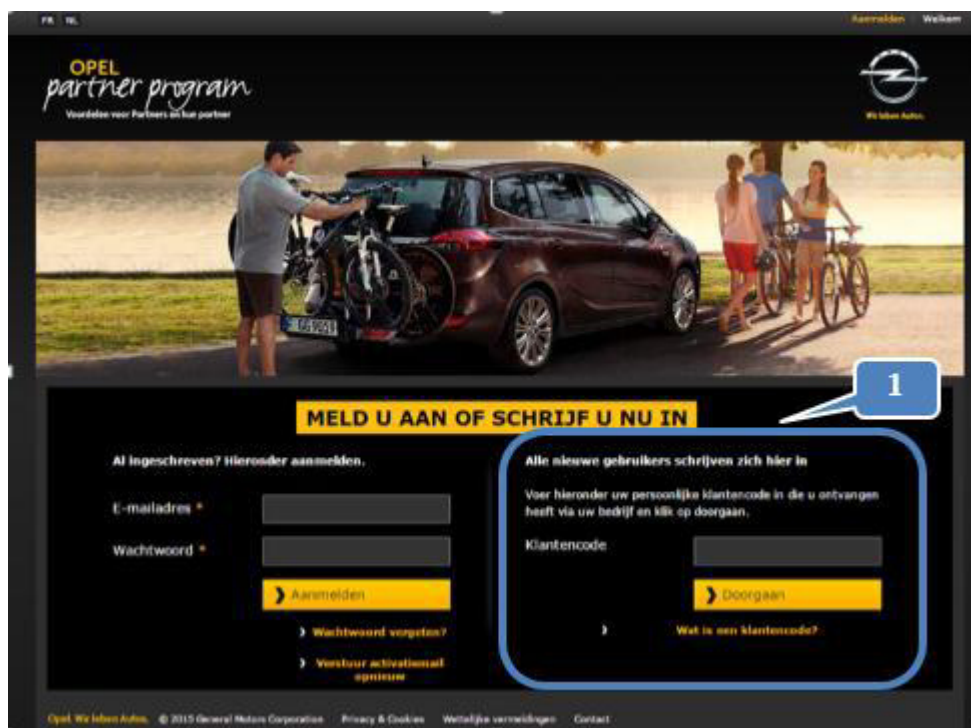 FR NL
Aanmelden Welkom
OPEL
partner program
Voordelen voor Partners en hun partner
Wir leben Autos.
GG 9028
1
MELD U AAN OF SCHRIJF U NU IN
Al ingeschreven? Hieronder aanmelden.
E-mailadres *
Wachtwoord *
Aanmelden
Wachtwoord vergeten?
Verstuur activatiemail
opnieuw
Alle nieuwe gebruikers schrijven zich hier in
Voer hieronder uw persoonlijke klantencode in die u ontvangen
heeft via uw bedrijf en klik op doorgaan.
Klantencode
Doorgaan
Wat is een klantencode?
Opel. Wir leben Autos. © 2015 General Motors Corporation Privacy & Cookies Wettelijke vermeldingen Contact